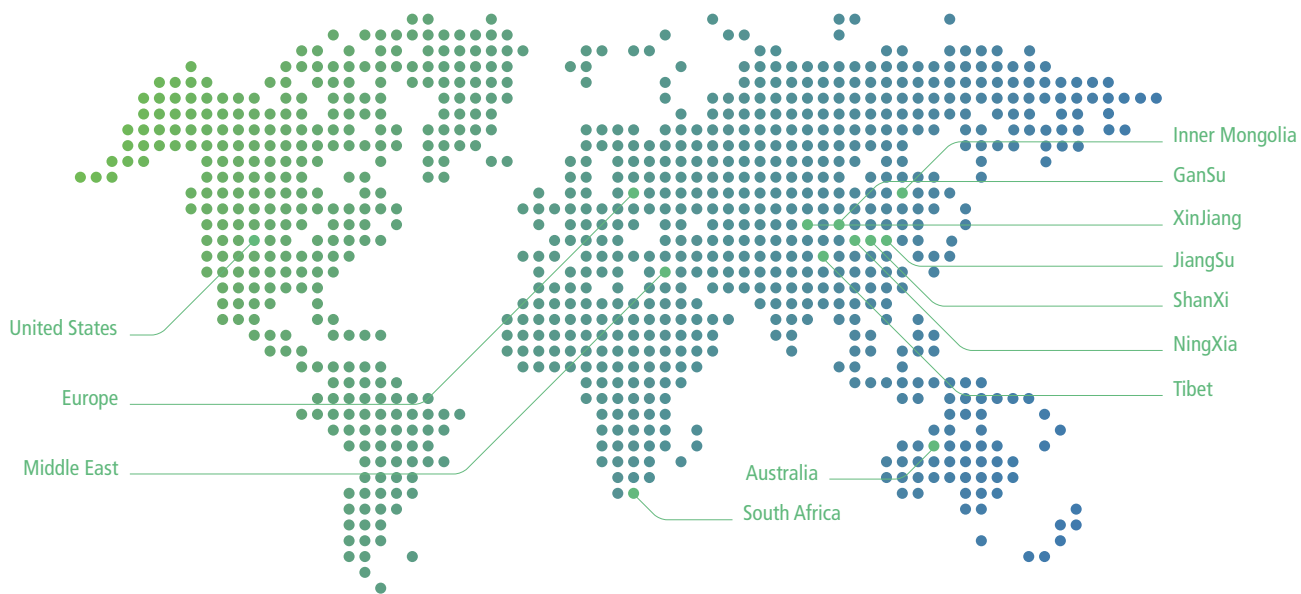 Inner Mongolia
GanSu
XinJiang
JiangSu
ShanXi
NingXia
Tibet
United States
Europe
Middle East
Australia
South Africa